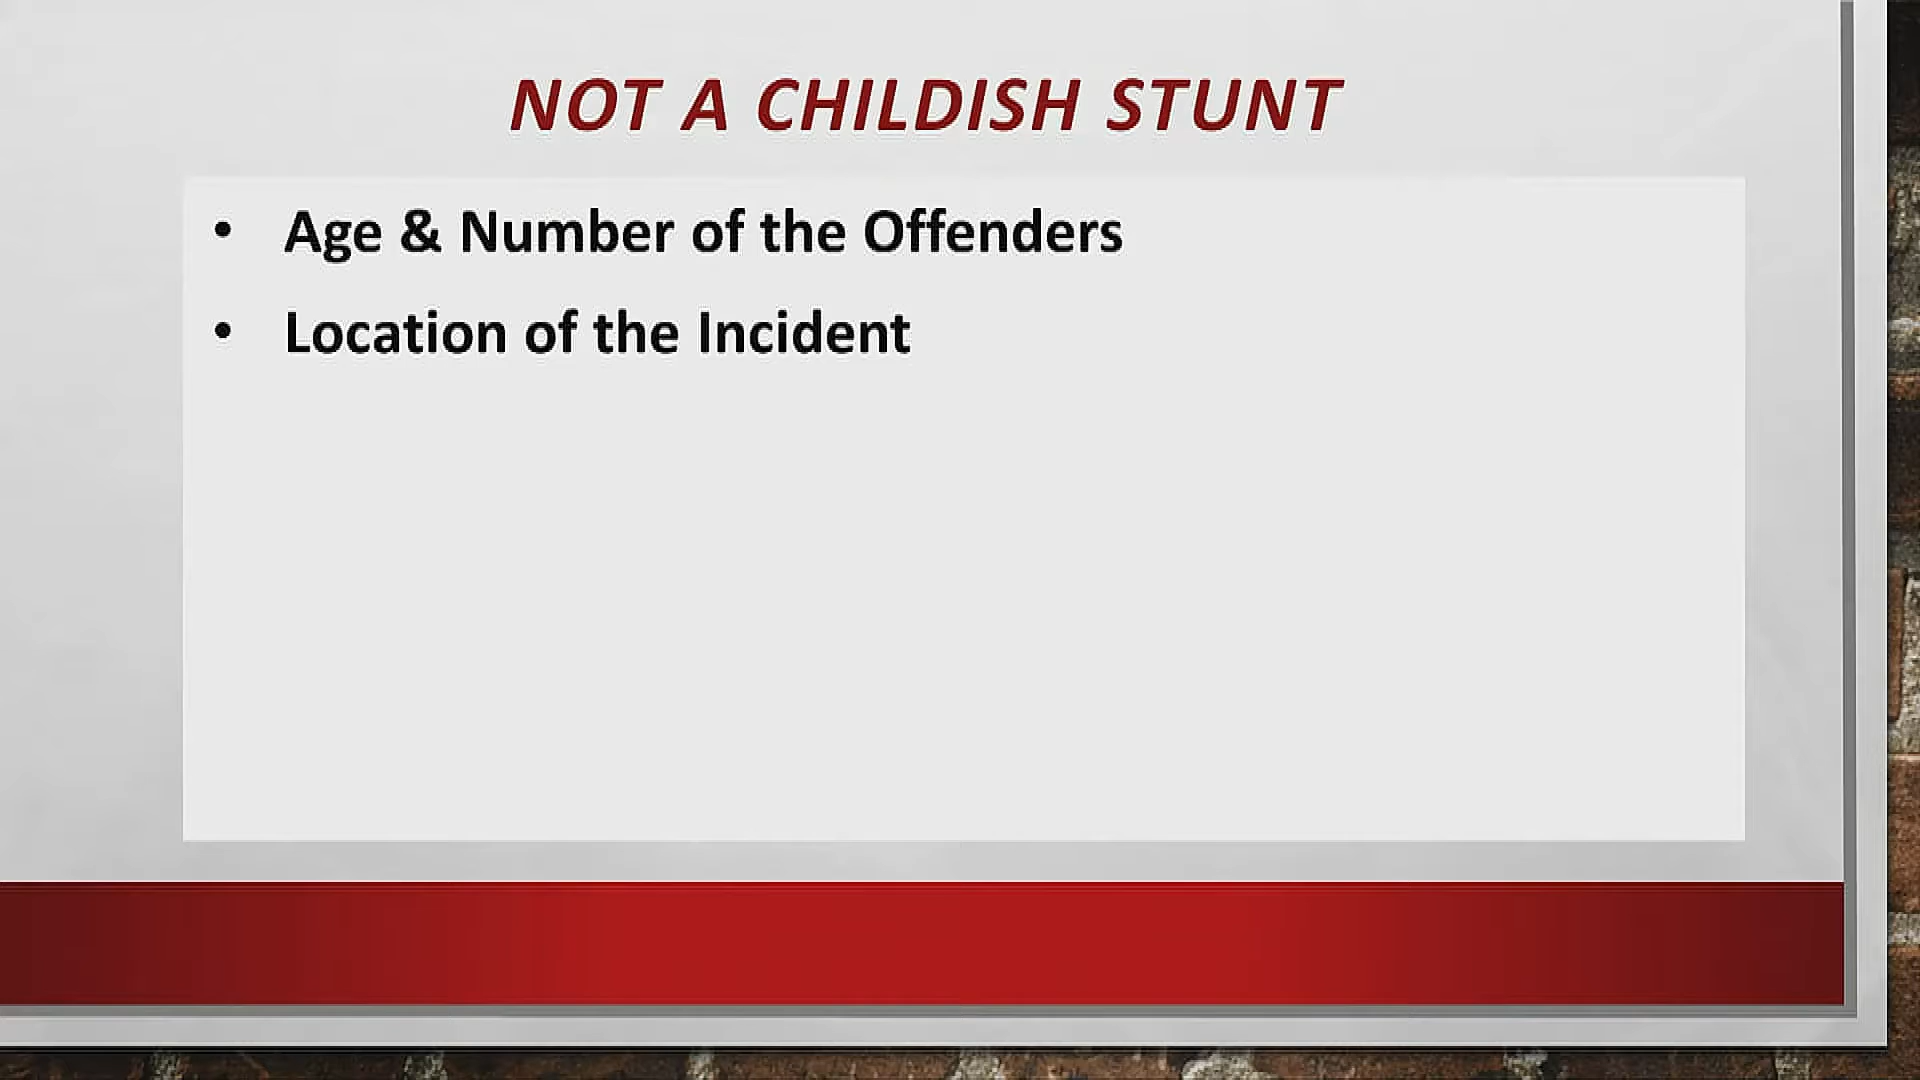 NOT A CHILDISH STUNT
• Age & Number of the Offenders
• Location of the Incident